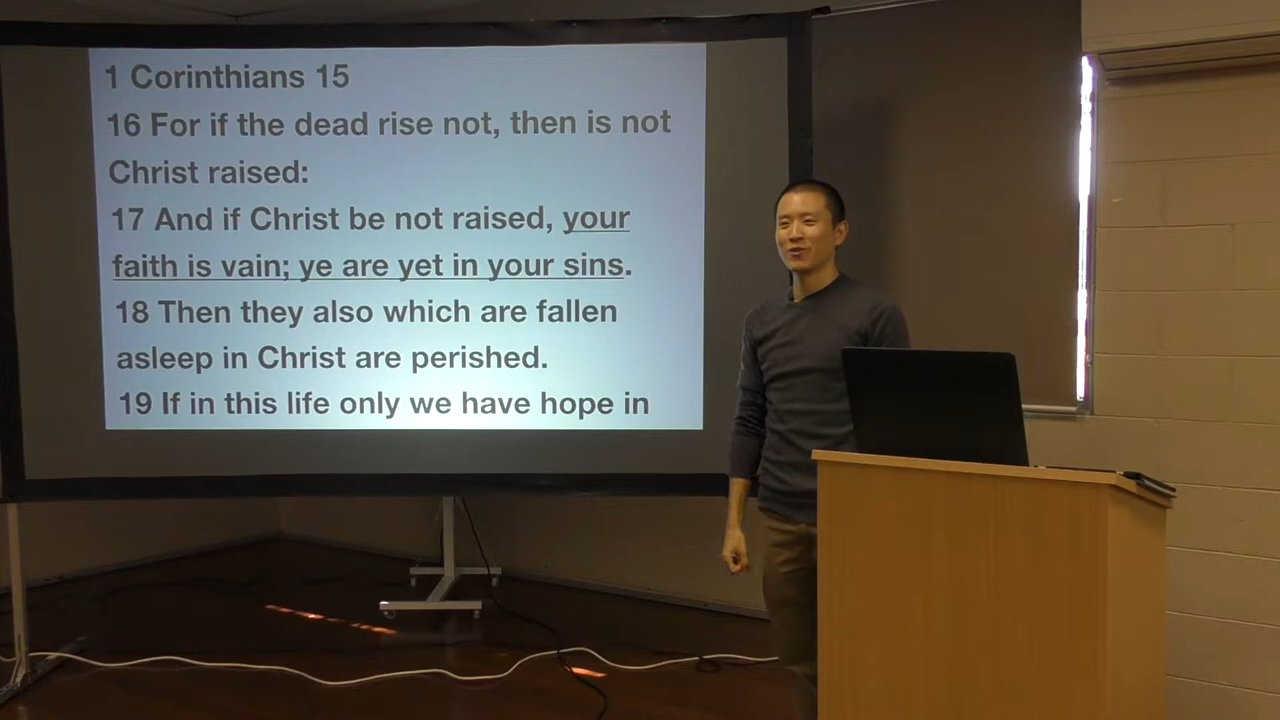 1 Corinthians 15
16 For if the dead rise not, then is not
Christ raised:
17 And if Christ be not raised, your
faith is vain; ye are yet in your sins.
18 Then they also which are fallen
asleep in Christ are perished.
19 If in this life only we have hope in